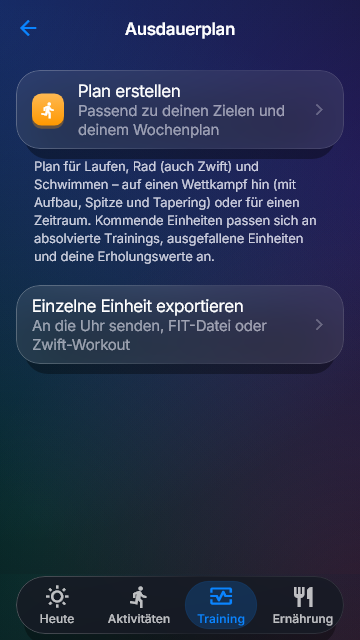 Ausdauerplan
Plan erstellen
Passend zu deinen Zielen und
deinem Wochenplan
Plan für Laufen, Rad (auch Zwift) und
Schwimmen – auf einen Wettkampf hin (mit
Aufbau, Spitze und Tapering) oder für einen
Zeitraum. Kommende Einheiten passen sich an
absolvierte Trainings, ausgefallene Einheiten
und deine Erholungswerte an.
Einzelne Einheit exportieren
An die Uhr senden, FIT-Datei oder
Zwift-Workout
Heute Aktivitäten Training Ernährung